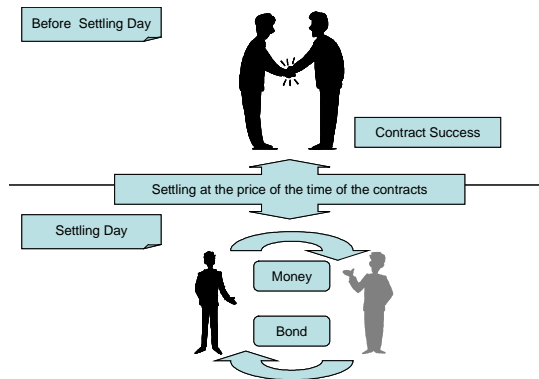 Before Settling Day
Contract Success
Settling at the price of the time of the contracts
Settling Day
Money
Bond